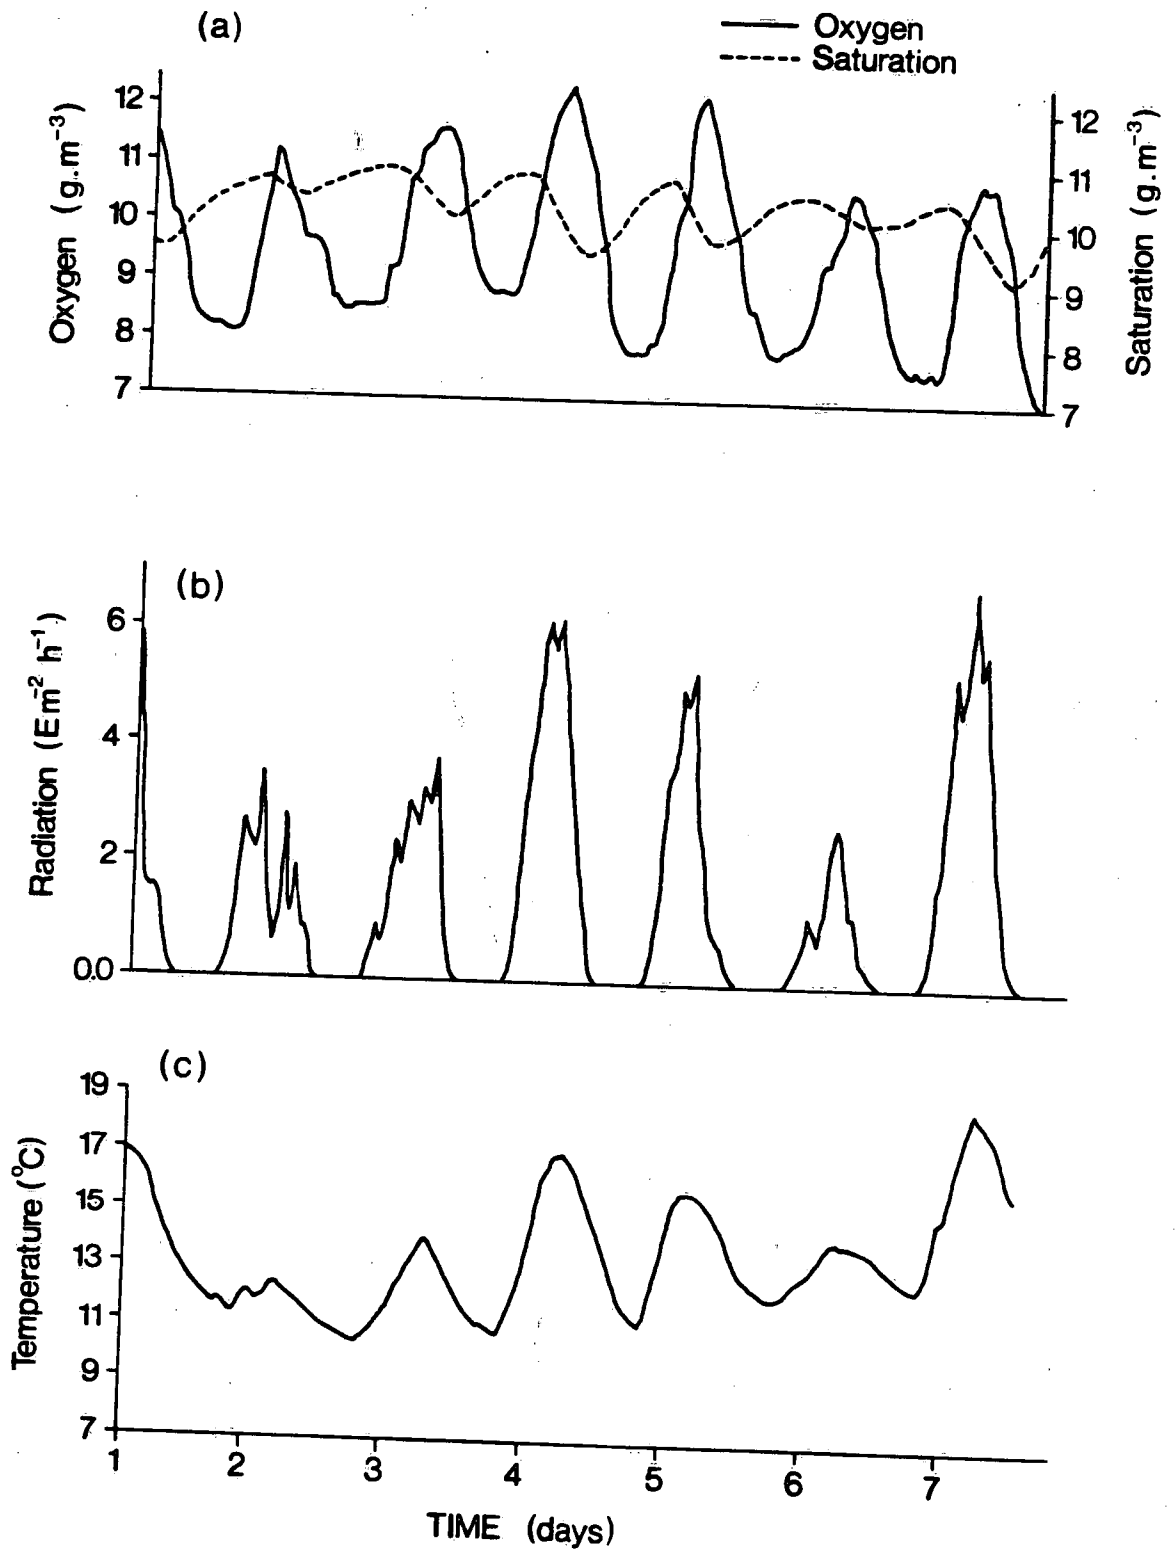 (a)
Oxygen
Saturation
Oxygen (g.m⁻³)
12
11
10
9
8
7
Saturation (g.m⁻³)
12
11
10
9
8
7
(b)
Radiation (Em⁻² h⁻¹)
6
4
2
0.0
(c)
Temperature (°C)
19
17
15
13
11
9
7
1 2 3 4 5 6 7
TIME (days)